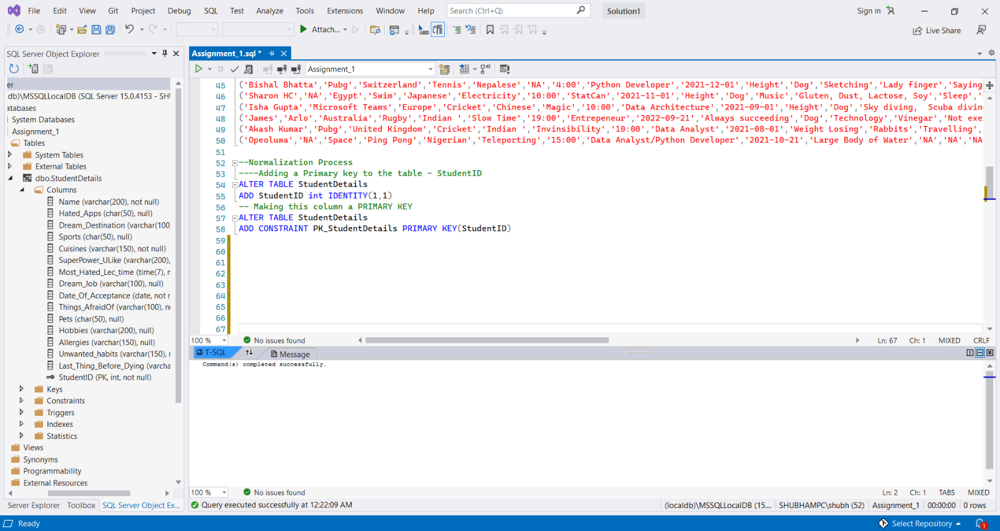 File Edit View Git Project Debug SQL Test Analyze Tools Extensions Window Help Search (Ctrl+Q) Solution1 Sign in
Attach... Live Share
SQL Server Object Explorer
er
db)\MSSQLLocalDB (SQL Server 15.0.4153 - SHU
atabases
System Databases
Assignment_1
Tables
System Tables
External Tables
dbo.StudentDetails
Columns
Name (varchar(200), not null)
Hated_Apps (char(50), null)
Dream_Destination (varchar(100)
Sports (char(50), null)
Cuisines (varchar(150), not null)
SuperPower_ULike (varchar(200),
Most_Hated_Lec_time (time(7), n
Dream_Job (varchar(100), null)
Date_Of_Acceptance (date, not n
Things_AfraidOf (varchar(100), nu
Pets (char(50), null)
Hobbies (varchar(200), null)
Allergies (varchar(150), null)
Unwanted_habits (varchar(150), 
Last_Thing_Before_Dying (varcha
StudentID (PK, int, not null)
Keys
Constraints
Triggers
Indexes
Statistics
Views
Synonyms
Programmability
External Resources
Server Explorer Toolbox SQL Server Object Ex...
Assignment_1.sql *
Assignment_1
45 ('Bishal Bhatta','Pubg','Switzerland','Tennis','Nepalese','NA','4:00','Python Developer','2021-12-01','Height','Dog','Sketching','Lady finger','Saying
46 ('Sharon HC','NA','Egypt','Swim','Japanese','Electricity','10:00','StatCan','2021-11-01','Height','Dog','Music','Gluten, Dust, Lactose, Soy','Sleep','
47 ('Isha Gupta','Microsoft Teams','Europe','Cricket','Chinese','Magic','10:00','Data Architecture','2021-09-01','Height','Dog','Sky diving,  Scuba diving
48 ('James','Arlo','Australia','Rugby','Indian ','Slow Time','19:00','Entrepeneur','2022-09-21','Always succeeding','Dog','Technology','Vinegar','Not exe
49 ('Akash Kumar','Pubg','United Kingdom','Cricket','Indian ','Invinsibility','10:00','Data Analyst','2021-08-01','Weight Losing','Rabbits','Travelling',
50 ('Opeoluwa','NA','Space','Ping Pong','Nigerian','Teleporting','15:00','Data Analyst/Python Developer','2021-10-21','Large Body of Water','NA','NA','NA
51
52 --Normalization Process
53 ----Adding a Primary key to the table - StudentID
54 ALTER TABLE StudentDetails
55 ADD StudentID int IDENTITY(1,1)
56 -- Making this column a PRIMARY KEY
57 ALTER TABLE StudentDetails
58 ADD CONSTRAINT PK_StudentDetails PRIMARY KEY(StudentID)
59
60
61
62
63
64
65
66
67
100 % No issues found Ln: 67 Ch: 1 MIXED CRLF
T-SQL Message
Command(s) completed successfully.
100 % No issues found Ln: 2 Ch: 1 TABS MIXED
Query executed successfully at 12:22:09 AM (localdb)\MSSQLLocalDB (15.... SHUBHAMPC\shubh (52) Assignment_1 00:00:00 0 rows
Ready Select Repository 1